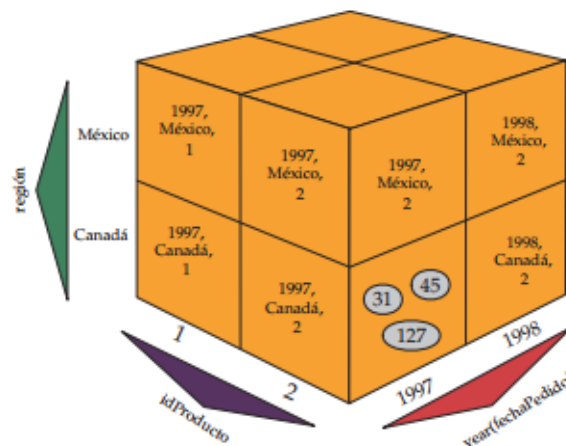 región
México
Canadá
1997,
México,
1
1997,
México,
2
1997,
México,
2
1998,
México,
2
1997,
Canadá,
1
1997,
Canadá,
2
31
45
127
1998,
Canadá,
2
1
2
idProducto
1997
1998
year(fechaPedido)